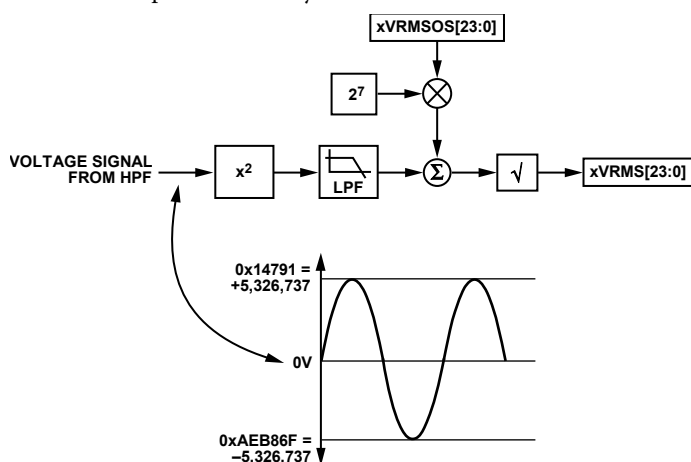 xVRMSOS[23:0]
2⁷
VOLTAGE SIGNAL
FROM HPF
x²
LPF
Σ
√
xVRMS[23:0]
0x14791 =
+5,326,737
0V
0xAEB86F =
–5,326,737